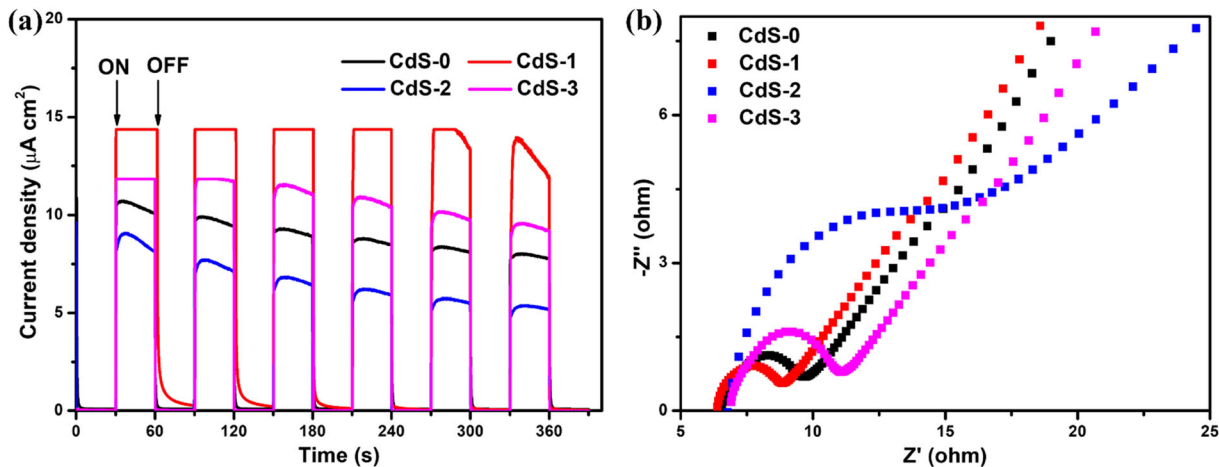 (a)
20
15
10
5
0
Current density (μA cm²)
ON OFF
CdS-0 CdS-1
CdS-2 CdS-3
0 60 120 180 240 300 360
Time (s)
(b)
6
3
0
-Z'' (ohm)
CdS-0
CdS-1
CdS-2
CdS-3
5 10 15 20 25
Z' (ohm)